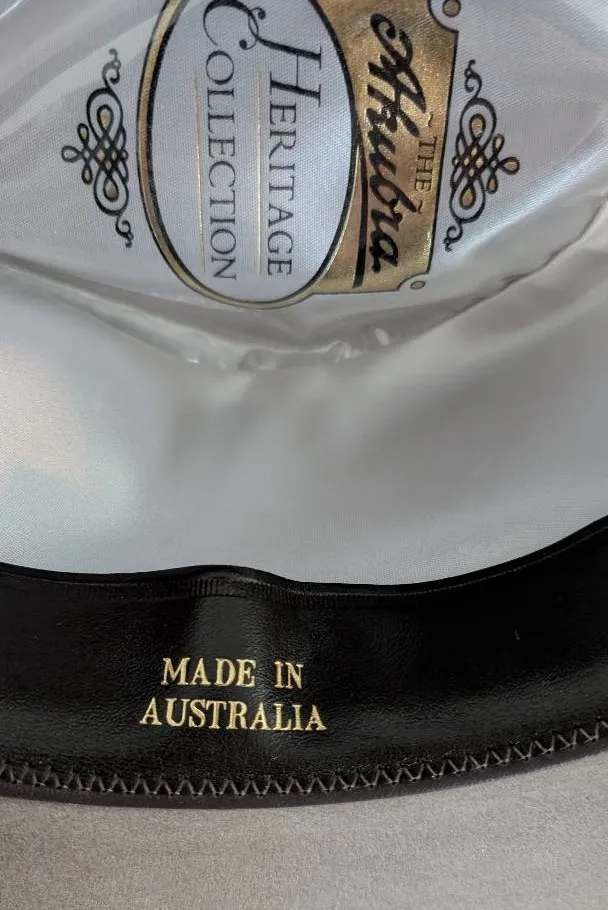 THE
Akubra
HERITAGE
COLLECTION
MADE IN
AUSTRALIA